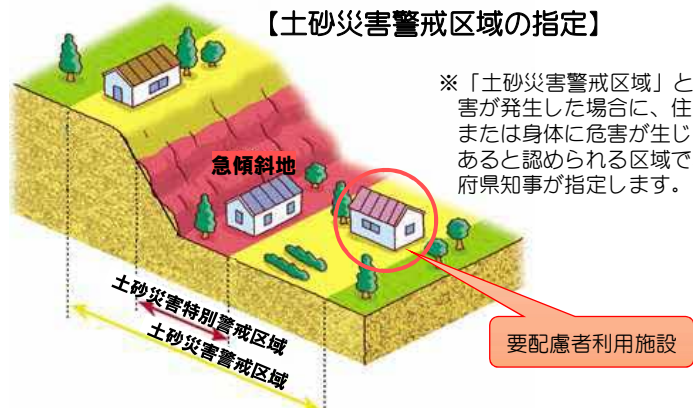 【土砂災害警戒区域の指定】
※「土砂災害警戒区域」と
害が発生した場合に、住
または身体に危害が生じ
あると認められる区域で
府県知事が指定します。
急傾斜地
土砂災害特別警戒区域
土砂災害警戒区域
要配慮者利用施設